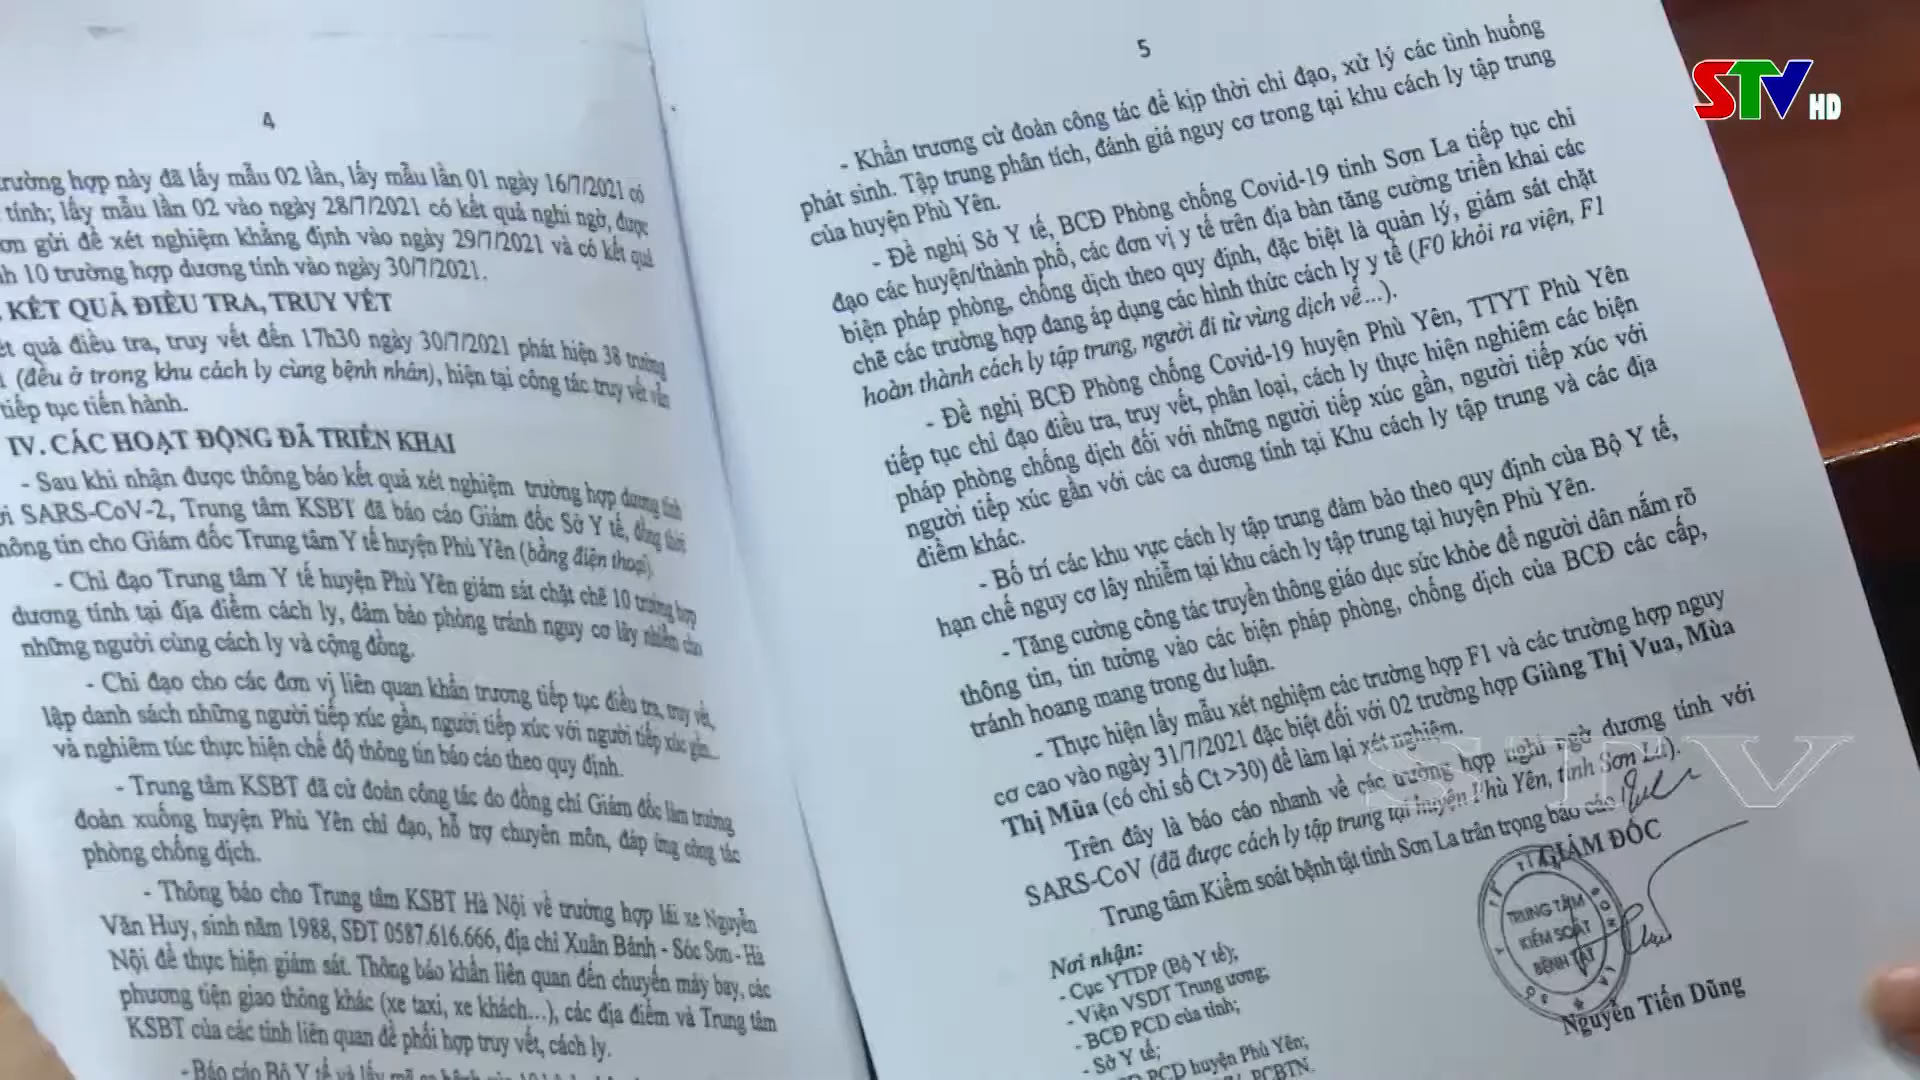 4
trường hợp này đã lấy mẫu 02 lần, lấy mẫu lần 01 ngày 16/7/2021 có
tính; lấy mẫu lần 02 vào ngày 28/7/2021 có kết quả nghi ngờ, được
gửi để xét nghiệm khẳng định vào ngày 29/7/2021 và có kết quả
10 trường hợp dương tính vào ngày 30/7/2021.
KẾT QUẢ ĐIỀU TRA, TRUY VẾT
quả điều tra, truy vết đến 17h30 ngày 30/7/2021 phát hiện 38 trường
(đều ở trong khu cách ly cùng bệnh nhân), hiện tại công tác truy vết vẫn
tiếp tục tiến hành.
IV. CÁC HOẠT ĐỘNG ĐÃ TRIỂN KHAI
- Sau khi nhận được thông báo kết quả xét nghiệm trường hợp dương tính
SARS-CoV-2, Trung tâm KSBT đã báo cáo Giám đốc Sở Y tế, đồng thời
thông tin cho Giám đốc Trung tâm Y tế huyện Phù Yên (bằng điện thoại).
- Chỉ đạo Trung tâm Y tế huyện Phù Yên giám sát chặt chẽ 10 trường hợp
dương tính tại địa điểm cách ly, đảm bảo phòng tránh nguy cơ lây nhiễm cho
những người cùng cách ly và cộng đồng.
- Chỉ đạo cho các đơn vị liên quan khẩn trương tiếp tục điều tra, truy vết,
lập danh sách những người tiếp xúc gần, người tiếp xúc với người tiếp xúc gần...
và nghiêm túc thực hiện chế độ thông tin báo cáo theo quy định.
- Trung tâm KSBT đã cử đoàn công tác do đồng chí Giám đốc làm trưởng
đoàn xuống huyện Phù Yên chỉ đạo, hỗ trợ chuyên môn, đáp ứng công tác
phòng chống dịch.
- Thông báo cho Trung tâm KSBT Hà Nội về trường hợp lái xe Nguyễn
Văn Huy, sinh năm 1988, SĐT 0587.616.666, địa chỉ Xuân Bánh - Sóc Sơn - Hà
Nội để thực hiện giám sát. Thông báo khẩn liên quan đến chuyến máy bay, các
phương tiện giao thông khác (xe taxi, xe khách...), các địa điểm và Trung tâm
KSBT của các tỉnh liên quan để phối hợp truy vết, cách ly.
- Báo cáo Bộ Y tế và lấy
5
- Khẩn trương cử đoàn công tác để kịp thời chỉ đạo, xử lý các tình huống
phát sinh. Tập trung phân tích, đánh giá nguy cơ trong tại khu cách ly tập trung
của huyện Phù Yên.
- Đề nghị Sở Y tế, BCĐ Phòng chống Covid-19 tỉnh Sơn La tiếp tục chỉ
đạo các huyện/thành phố, các đơn vị y tế trên địa bàn tăng cường triển khai các
biện pháp phòng, chống dịch theo quy định, đặc biệt là quản lý, giám sát chặt
chẽ các trường hợp đang áp dụng các hình thức cách ly y tế (F0 khỏi ra viện, F1
hoàn thành cách ly tập trung, người đi từ vùng dịch về...).
- Đề nghị BCĐ Phòng chống Covid-19 huyện Phù Yên, TTYT Phù Yên
tiếp tục chỉ đạo điều tra, truy vết, phân loại, cách ly thực hiện nghiêm các biện
pháp phòng chống dịch đối với những người tiếp xúc gần, người tiếp xúc với
người tiếp xúc gần với các ca dương tính tại Khu cách ly tập trung và các địa
điểm khác.
- Bố trí các khu vực cách ly tập trung đảm bảo theo quy định của Bộ Y tế,
hạn chế nguy cơ lây nhiễm tại khu cách ly tập trung tại huyện Phù Yên.
- Tăng cường công tác truyền thông giáo dục sức khỏe để người dân nắm rõ
thông tin, tin tưởng vào các biện pháp phòng, chống dịch của BCĐ các cấp,
tránh hoang mang trong dư luận.
- Thực hiện lấy mẫu xét nghiệm các trường hợp F1 và các trường hợp nguy
cơ cao vào ngày 31/7/2021 đặc biệt đối với 02 trường hợp Giàng Thị Vua, Mùa
Thị Mùa (có chỉ số Ct >30) để làm lại xét nghiệm.
Trên đây là báo cáo nhanh về các trường hợp nghi ngờ dương tính với
SARS-CoV (đã được cách ly tập trung tại huyện Phù Yên, tỉnh Sơn La).
Trung tâm Kiểm soát bệnh tật tỉnh Sơn La trân trọng báo cáo
GIÁM ĐỐC
TRUNG TÂM
KIỂM SOÁT
BỆNH TẬT
Nguyễn Tiến Dũng
Nơi nhận:
- Cục YTDP (Bộ Y tế);
- Viện VSDT Trung ương;
- BCĐ PCD của tỉnh;
- Sở Y tế;
PCD huyện Phù Yên;
PCBTN.
STV HD
STV